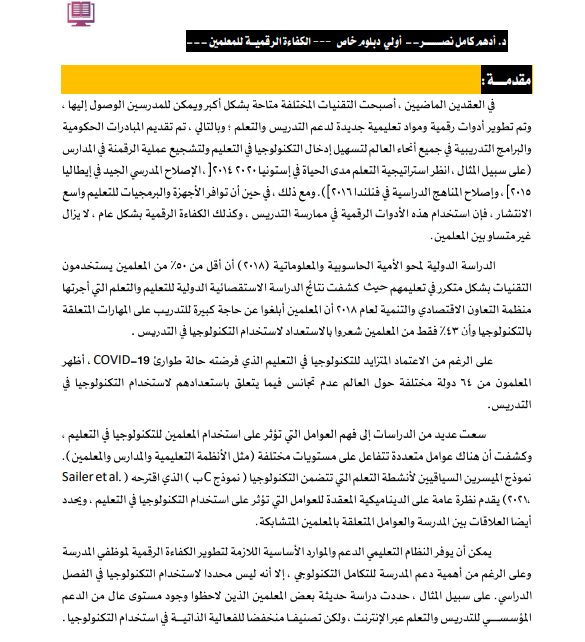 د. أدهم كامل نصــــر-- أولي دبلوم خاص --- الكفاءة الرقمية للمعلمين ---
مقدمـــة :
في العقدين الماضيين ، أصبحت التقنيات المختلفة متاحة بشكل أكبر ويمكن للمدرسين الوصول إليها ،
وتم تطوير أدوات رقمية ومواد تعليمية جديدة لدعم التدريس والتعلم ؛ وبالتالي ، تم تقديم المبادرات الحكومية
والبرامج التدريبية في جميع أنحاء العالم لتسهيل إدخال التكنولوجيا في التعليم ولتشجيع عملية الرقمنة في المدارس
(على سبيل المثال ، انظر استراتيجية التعلم مدى الحياة في إستونيا ٢٠٢٠ ٢٠١٤[ ، الإصلاح المدرسي الجيد في إيطاليا
٢٠١٥] ، وإصلاح المناهج الدراسية في فنلندا ٢٠١٦]). ومع ذلك ، في حين أن توافر الأجهزة والبرمجيات للتعليم واسع
الانتشار ، فإن استخدام هذه الأدوات الرقمية في ممارسة التدريس ، وكذلك الكفاءة الرقمية بشكل عام ، لا يزال
غير متساو بين المعلمين .
الدراسة الدولية لمحو الأمية الحاسوبية والمعلوماتية (٢٠١٨) أن أقل من ٥٠٪ من المعلمين يستخدمون
التقنيات بشكل متكرر في تعليمهم حيث كشفت نتائج الدراسة الاستقصائية الدولية للتعليم والتعلم التي أجرتها
منظمة التعاون الاقتصادي والتنمية لعام ٢٠١٨ أن المعلمين أبلغوا عن حاجة كبيرة للتدريب على المهارات المتعلقة
بالتكنولوجيا وأن ٤٣٪ فقط من المعلمين شعروا بالاستعداد لاستخدام التكنولوجيا في التدريس .
على الرغم من الاعتماد المتزايد للتكنولوجيا في التعليم الذي فرضته حالة طوارئ COVID-19 ، أظهر
المعلمون من ٦٤ دولة مختلفة حول العالم عدم تجانس فيما يتعلق باستعدادهم لاستخدام التكنولوجيا في
التدريس.
سعت عديد من الدراسات إلى فهم العوامل التي تؤثر على استخدام المعلمين للتكنولوجيا في التعليم ،
وكشفت أن هناك عوامل متعددة تتفاعل على مستويات مختلفة (مثل الأنظمة التعليمية والمدارس والمعلمين).
نموذج الميسرين السياقيين لأنشطة التعلم التي تتضمن التكنولوجيا ( نموذج Cب ) الذي اقترحه ( Sailer et al.
،٢٠٢١) يقدم نظرة عامة على الديناميكية المعقدة للعوامل التي تؤثر على استخدام التكنولوجيا في التعليم ، ويحدد
أيضا العلاقات بين المدرسة والعوامل المتعلقة بالمعلمين المتشابكة.
يمكن أن يوفر النظام التعليمي الدعم والموارد الأساسية اللازمة لتطوير الكفاءة الرقمية لموظفي المدرسة
وعلى الرغم من أهمية دعم المدرسة للتكامل التكنولوجي ، إلا أنه ليس محددا لاستخدام التكنولوجيا في الفصل
الدراسي. على سبيل المثال ، حددت دراسة حديثة بعض المعلمين الذين لاحظوا وجود مستوى عال من الدعم
المؤسســي للتدريس والتعلم عبر الإنترنت ، ولكن تصنيفا منخفضا للفعالية الذاتيـة في استخدام التكنولوجيا .